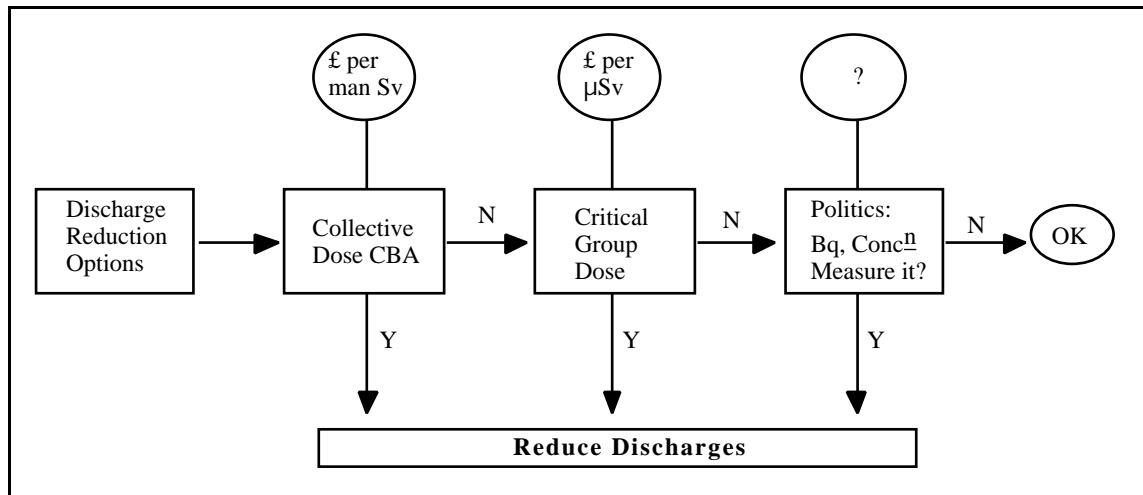 £ per
man Sv
£ per
µSv
?
Discharge
Reduction
Options
Collective
Dose CBA
N
Critical
Group
Dose
N
Politics:
Bq, Concn
Measure it?
N
OK
Y
Y
Y
Reduce Discharges